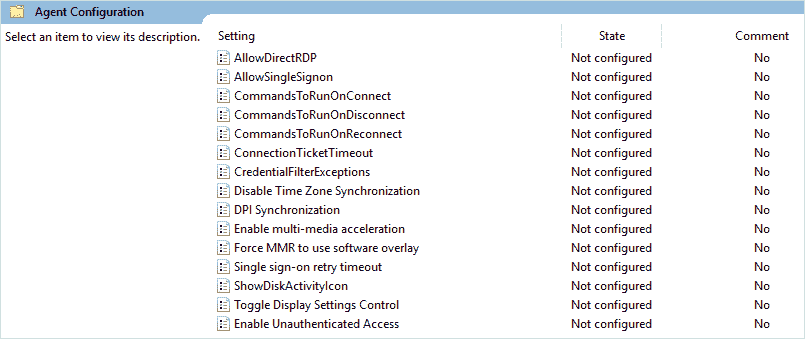 Agent Configuration
Select an item to view its description.
Setting State Comment
AllowDirectRDP Not configured No
AllowSingleSignon Not configured No
CommandsToRunOnConnect Not configured No
CommandsToRunOnDisconnect Not configured No
CommandsToRunOnReconnect Not configured No
ConnectionTicketTimeout Not configured No
CredentialFilterExceptions Not configured No
Disable Time Zone Synchronization Not configured No
DPI Synchronization Not configured No
Enable multi-media acceleration Not configured No
Force MMR to use software overlay Not configured No
Single sign-on retry timeout Not configured No
ShowDiskActivityIcon Not configured No
Toggle Display Settings Control Not configured No
Enable Unauthenticated Access Not configured No